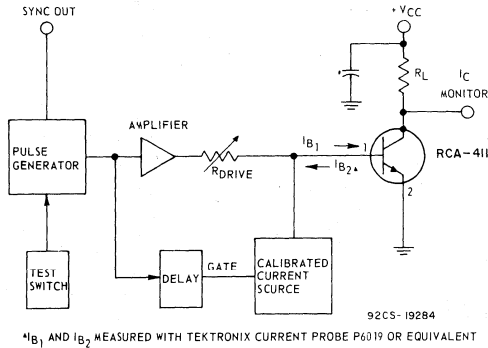 SYNC OUT
+ VCC
*
RL
IC
MONITOR
AMPLIFIER
PULSE
GENERATOR
RDRIVE
IB1
1
IB2▲
RCA-411
2
TEST
SWITCH
DELAY
GATE
CALIBRATED
CURRENT
SOURCE
92CS-19284
▲IB1 AND IB2 MEASURED WITH TEKTRONIX CURRENT PROBE P6019 OR EQUIVALENT